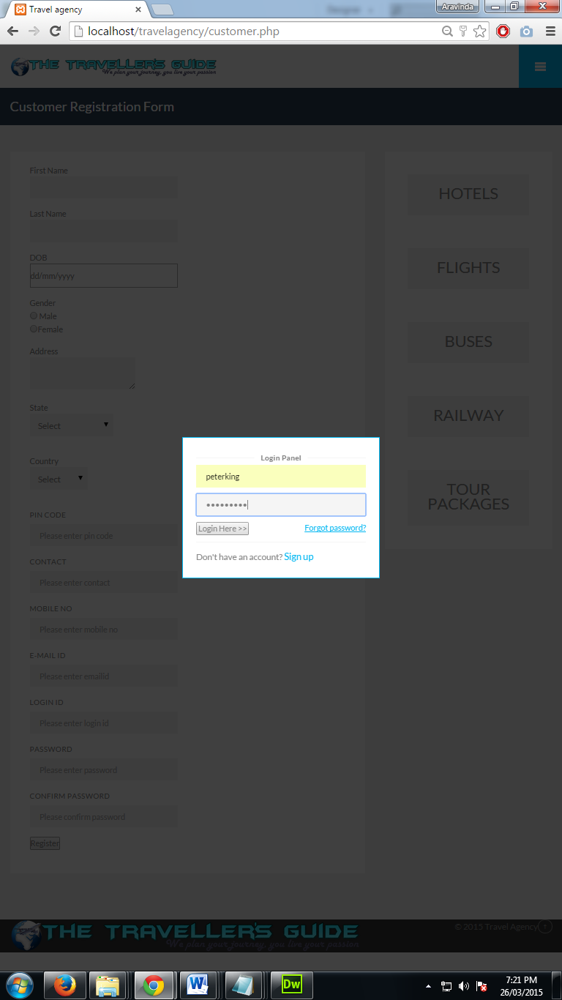 Travel agency
Aravinda
localhost/travelagency/customer.php
THE TRAVELLER'S GUIDE
We plan your journey, you live your passion
Customer Registration Form
First Name
Last Name
DOB
dd/mm/yyyy
Gender
Male
Female
Address
State
Select
Country
Select
PIN CODE
Please enter pin code
CONTACT
Please enter contact
MOBILE NO
Please enter mobile no
E-MAIL ID
Please enter emailid
LOGIN ID
Please enter login id
PASSWORD
Please enter password
CONFIRM PASSWORD
Please confirm password
Register
HOTELS
FLIGHTS
BUSES
RAILWAY
TOUR
PACKAGES
Login Panel
peterking
•••••••••
Login Here >> Forgot password?
Don't have an account? Sign up
THE TRAVELLER'S GUIDE
We plan your journey, you live your passion
© 2015 Travel Agency
W
Dw
7:21 PM
26/03/2015